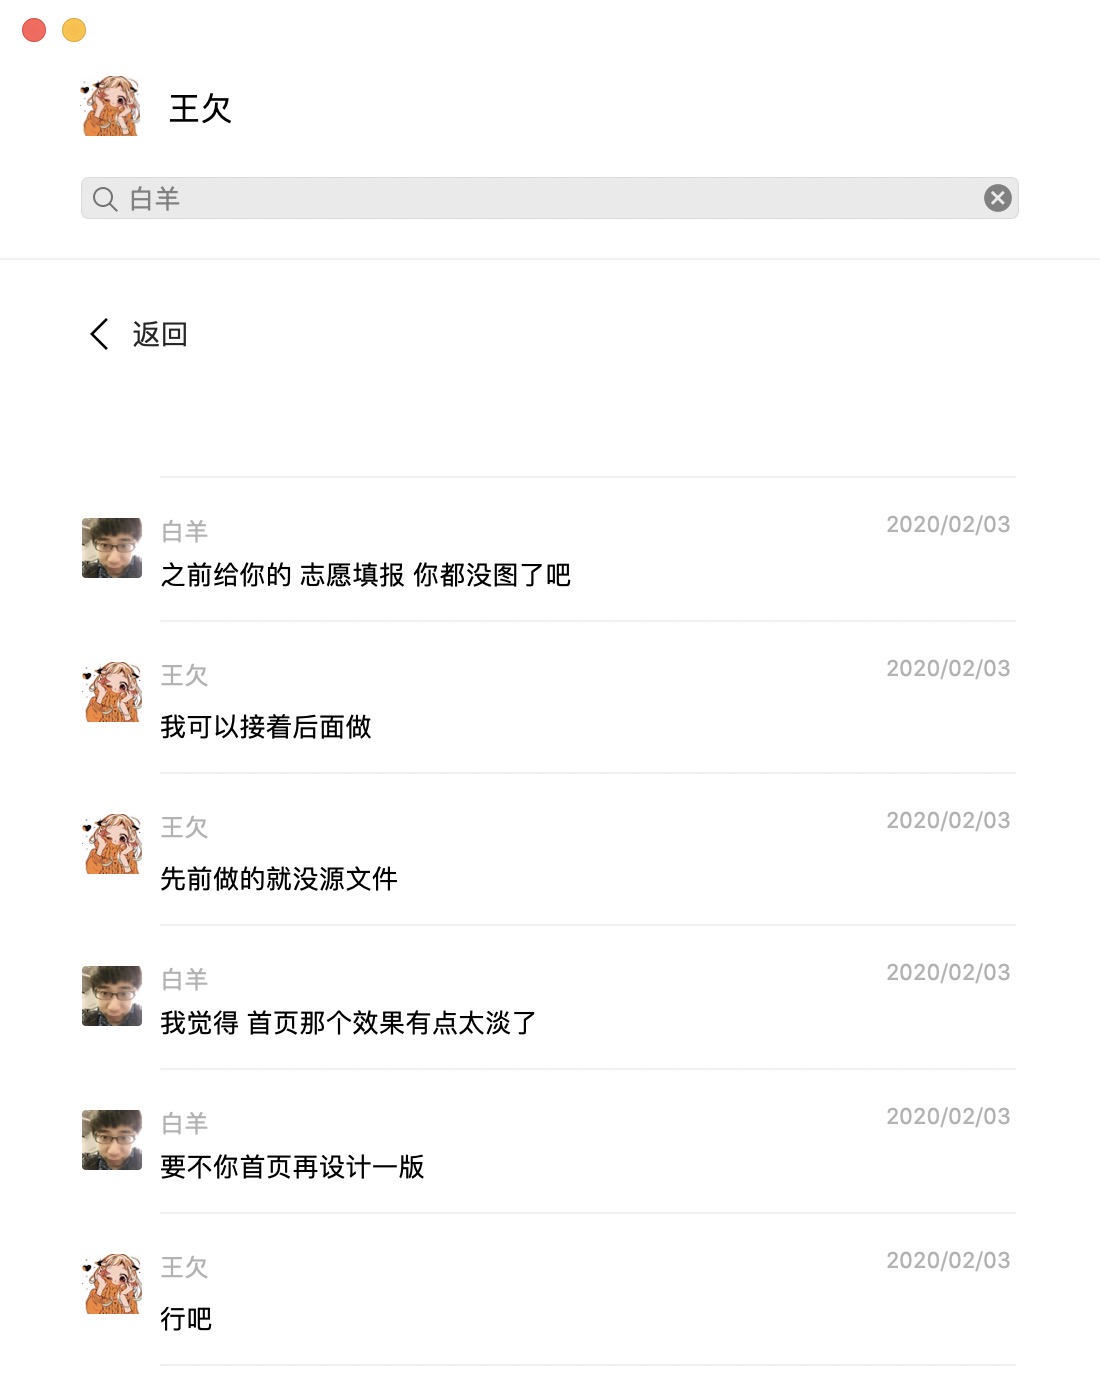 王欠
白羊
返回
白羊
2020/02/03
之前给你的 志愿填报 你都没图了吧
王欠
2020/02/03
我可以接着后面做
王欠
2020/02/03
先前做的就没源文件
白羊
2020/02/03
我觉得 首页那个效果有点太淡了
白羊
2020/02/03
要不你首页再设计一版
王欠
2020/02/03
行吧